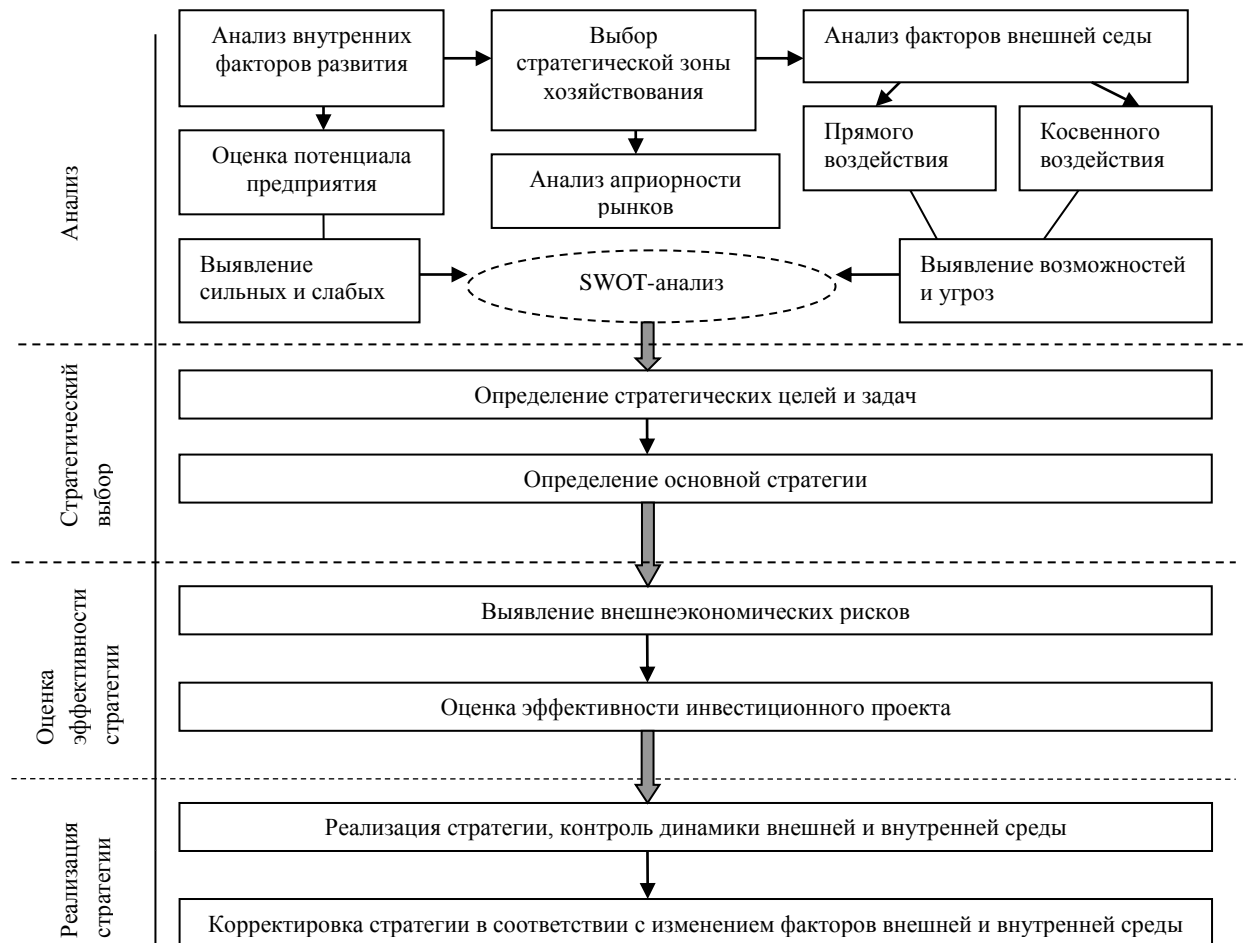 Анализ внутренних
факторов развития
Выбор
стратегической зоны
хозяйствования
Анализ факторов внешней седы
Прямого
воздействия
Косвенного
воздействия
Оценка потенциала
предприятия
Анализ априорности
рынков
Анализ
Выявление
сильных и слабых
SWOT-анализ
Выявление возможностей
и угроз
Стратегический
выбор
Определение стратегических целей и задач
Определение основной стратегии
Оценка
эффективности
стратегии
Выявление внешнеэкономических рисков
Оценка эффективности инвестиционного проекта
Реализация
стратегии
Реализация стратегии, контроль динамики внешней и внутренней среды
Корректировка стратегии в соответствии с изменением факторов внешней и внутренней среды